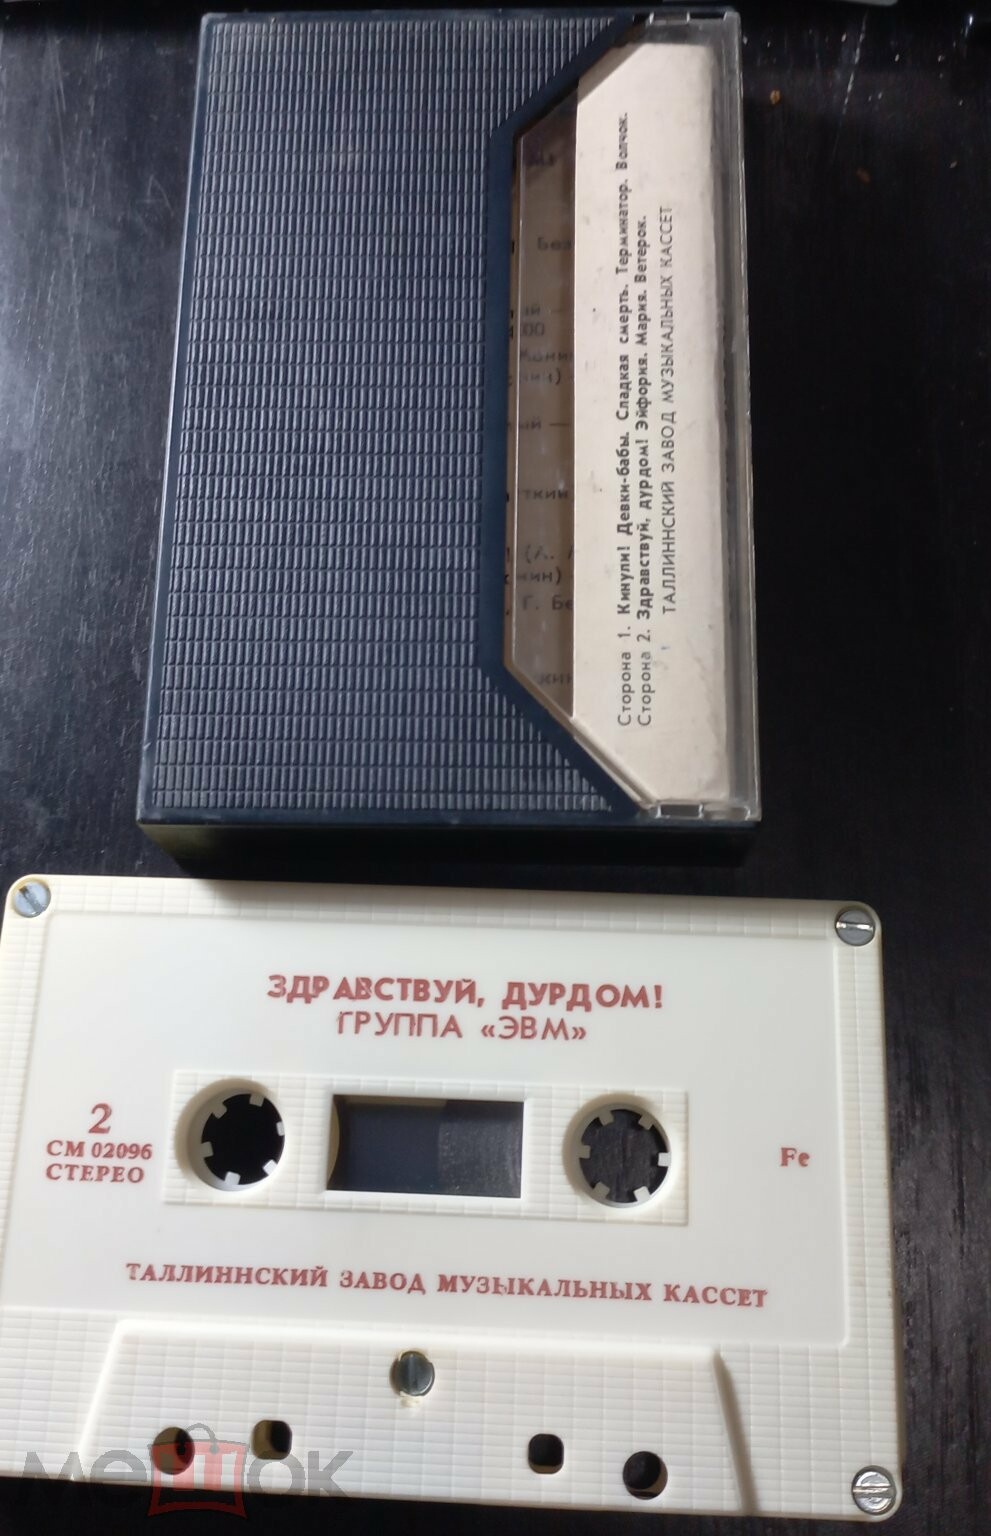 Сторона 1. Кинули! Девки-бабы. Сладкая смерть. Терминатор. Волчок.
Сторона 2. Здравствуй, дурдом! Эйфория. Мария. Ветерок.
ТАЛЛИННСКИЙ ЗАВОД МУЗЫКАЛЬНЫХ КАССЕТ
ЗДРАВСТВУЙ, ДУРДОМ!
ГРУППА «ЭВМ»
2
СМ 02096
СТЕРЕО
Fe
ТАЛЛИННСКИЙ ЗАВОД МУЗЫКАЛЬНЫХ КАССЕТ
мешок